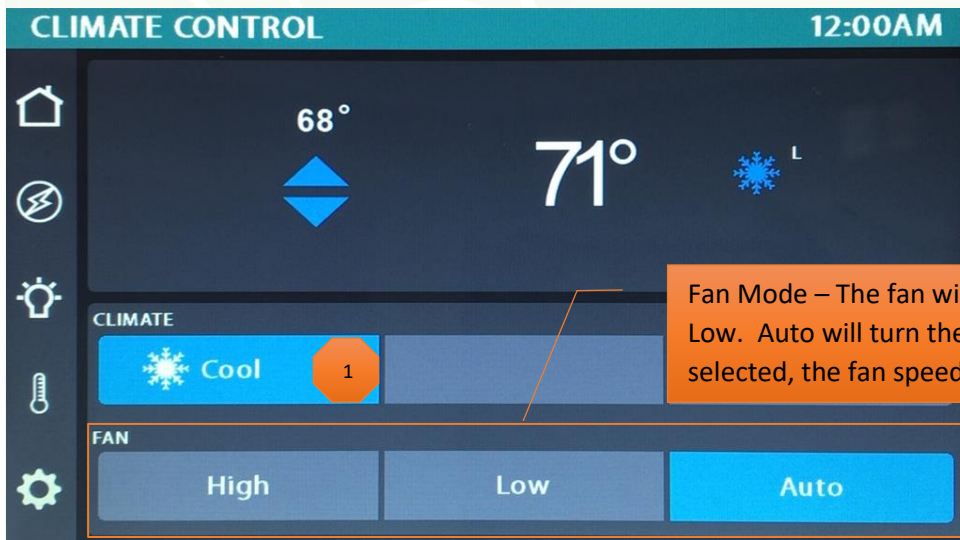 CLIMATE CONTROL 12:00AM
68°
71°
L
Fan Mode – The fan wi
Low. Auto will turn the
selected, the fan speed
CLIMATE
Cool 1
FAN
High Low Auto